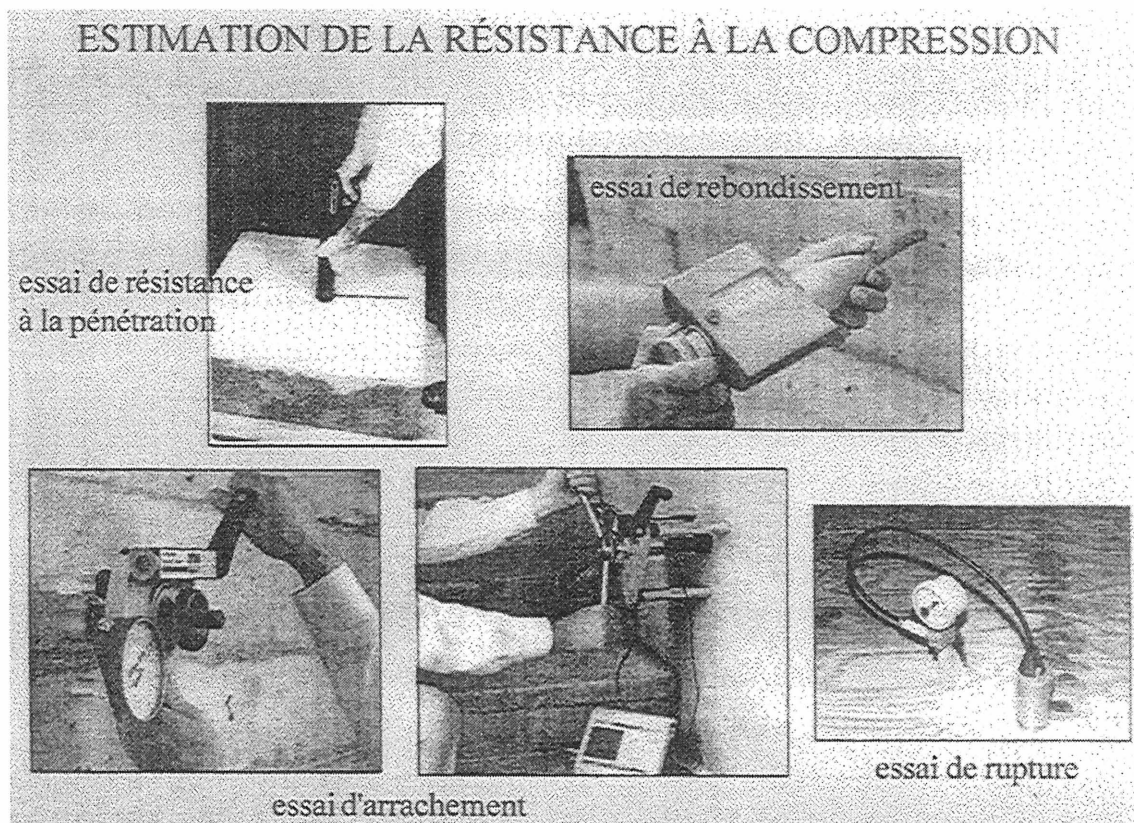 ESTIMATION DE LA RÉSISTANCE À LA COMPRESSION
essai de rebondissement
essai de résistance
à la pénétration
essai d'arrachement
essai de rupture